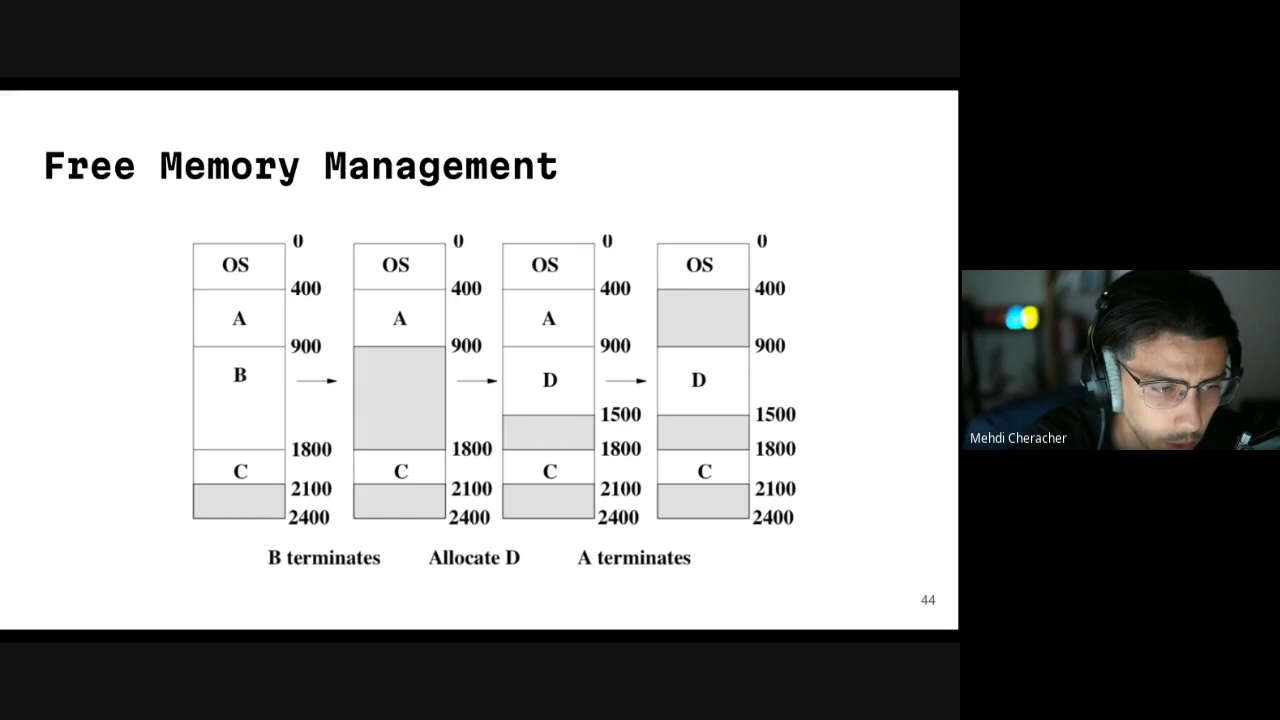 Free Memory Management
0 0 0 0
OS OS OS OS
400 400 400 400
A A A
900 900 900 900
B D D
1500 1500
1800 1800 1800 1800
C C C C
2100 2100 2100 2100
2400 2400 2400 2400
B terminates Allocate D A terminates
44
Mehdi Cheracher